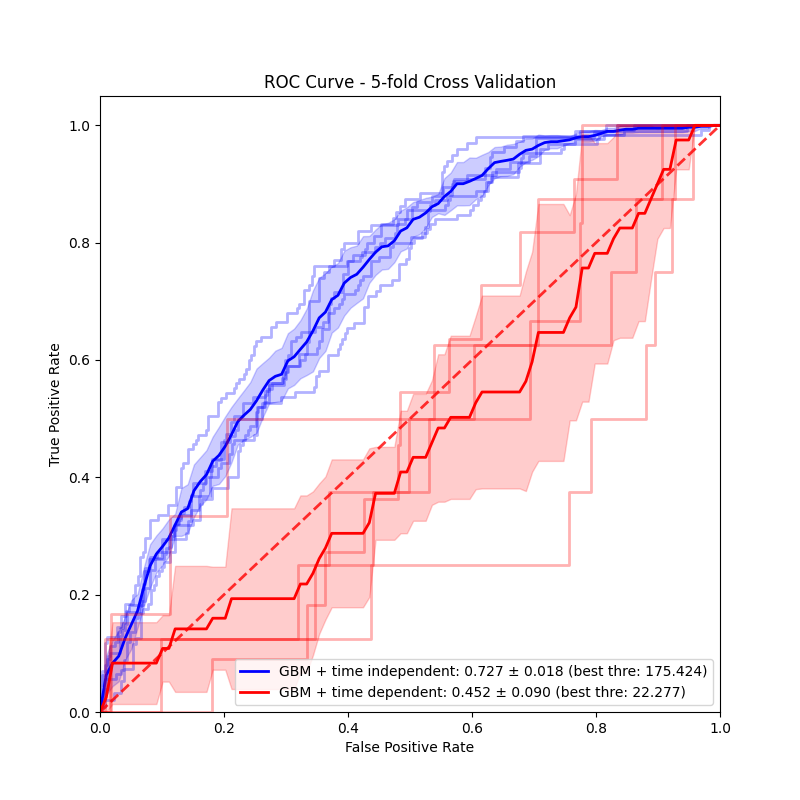 ROC Curve - 5-fold Cross Validation
True Positive Rate
1.0
0.8
0.6
0.4
0.2
0.0
GBM + time independent: 0.727 ± 0.018 (best thre: 175.424)
GBM + time dependent: 0.452 ± 0.090 (best thre: 22.277)
0.0 0.2 0.4 0.6 0.8 1.0
False Positive Rate